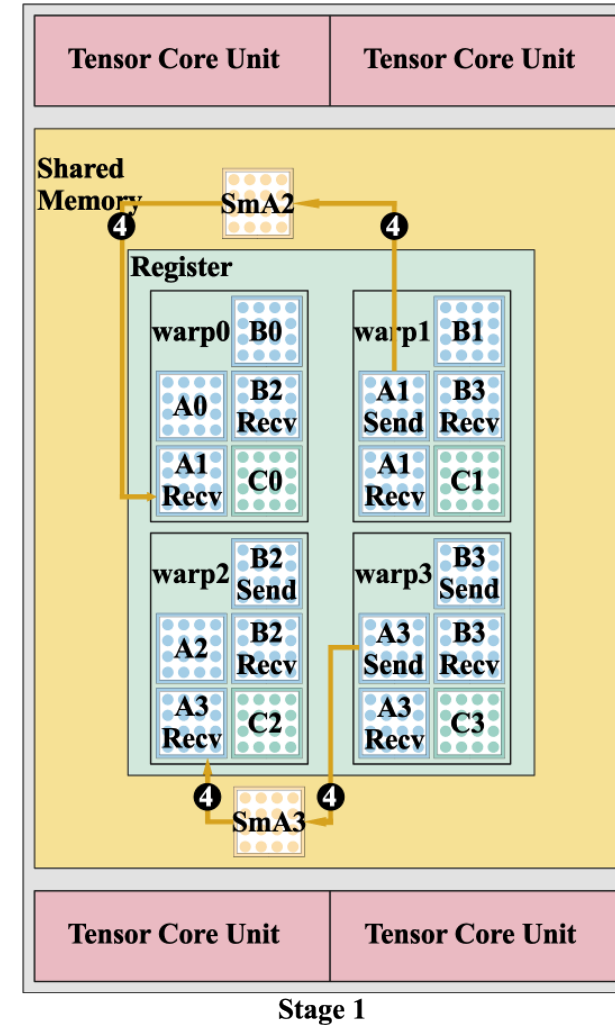 Tensor Core Unit
Tensor Core Unit
Shared
Memory
SmA2
4
4
Register
warp0
B0
A0
B2
Recv
A1
Recv
C0
warp1
B1
A1
Send
B3
Recv
A1
Recv
C1
warp2
B2
Send
A2
B2
Recv
A3
Recv
C2
warp3
B3
Send
A3
Send
B3
Recv
A3
Recv
C3
4
4
SmA3
Tensor Core Unit
Tensor Core Unit
Stage 1